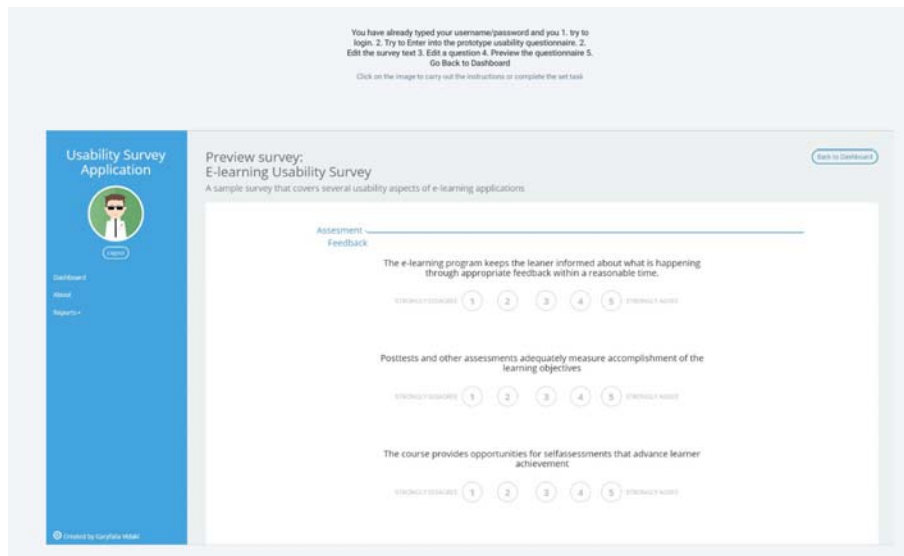 You have already typed your username/password and you 1. try to
login. 2. Try to Enter into the prototype usability questionnaire, 2.
Edit the survey text 3. Edit a question 4. Preview the questionnaire 5.
Go Back to Dashboard
Click on the image to carry out the instructions or complete the set task
Usability Survey
Application
Logout
Dashboard
About
Reports
Created by Garyfalia
Preview survey:
E-learning Usability Survey
A sample survey that covers several usability aspects of e-learning applications
Back to Dashboard
Assesment
Feedback
The e-learning program keeps the leaner informed about what is happening
through appropriate feedback within a reasonable time.
STRONGLY DISAGREE 1 2 3 4 5 STRONGLY AGREE
Posttests and other assessments adequately measure accomplishment of the
learning objectives
STRONGLY DISAGREE 1 2 3 4 5 STRONGLY AGREE
The course provides opportunities for selfassessments that advance learner
achievement
STRONGLY DISAGREE 1 2 3 4 5 STRONGLY AGREE